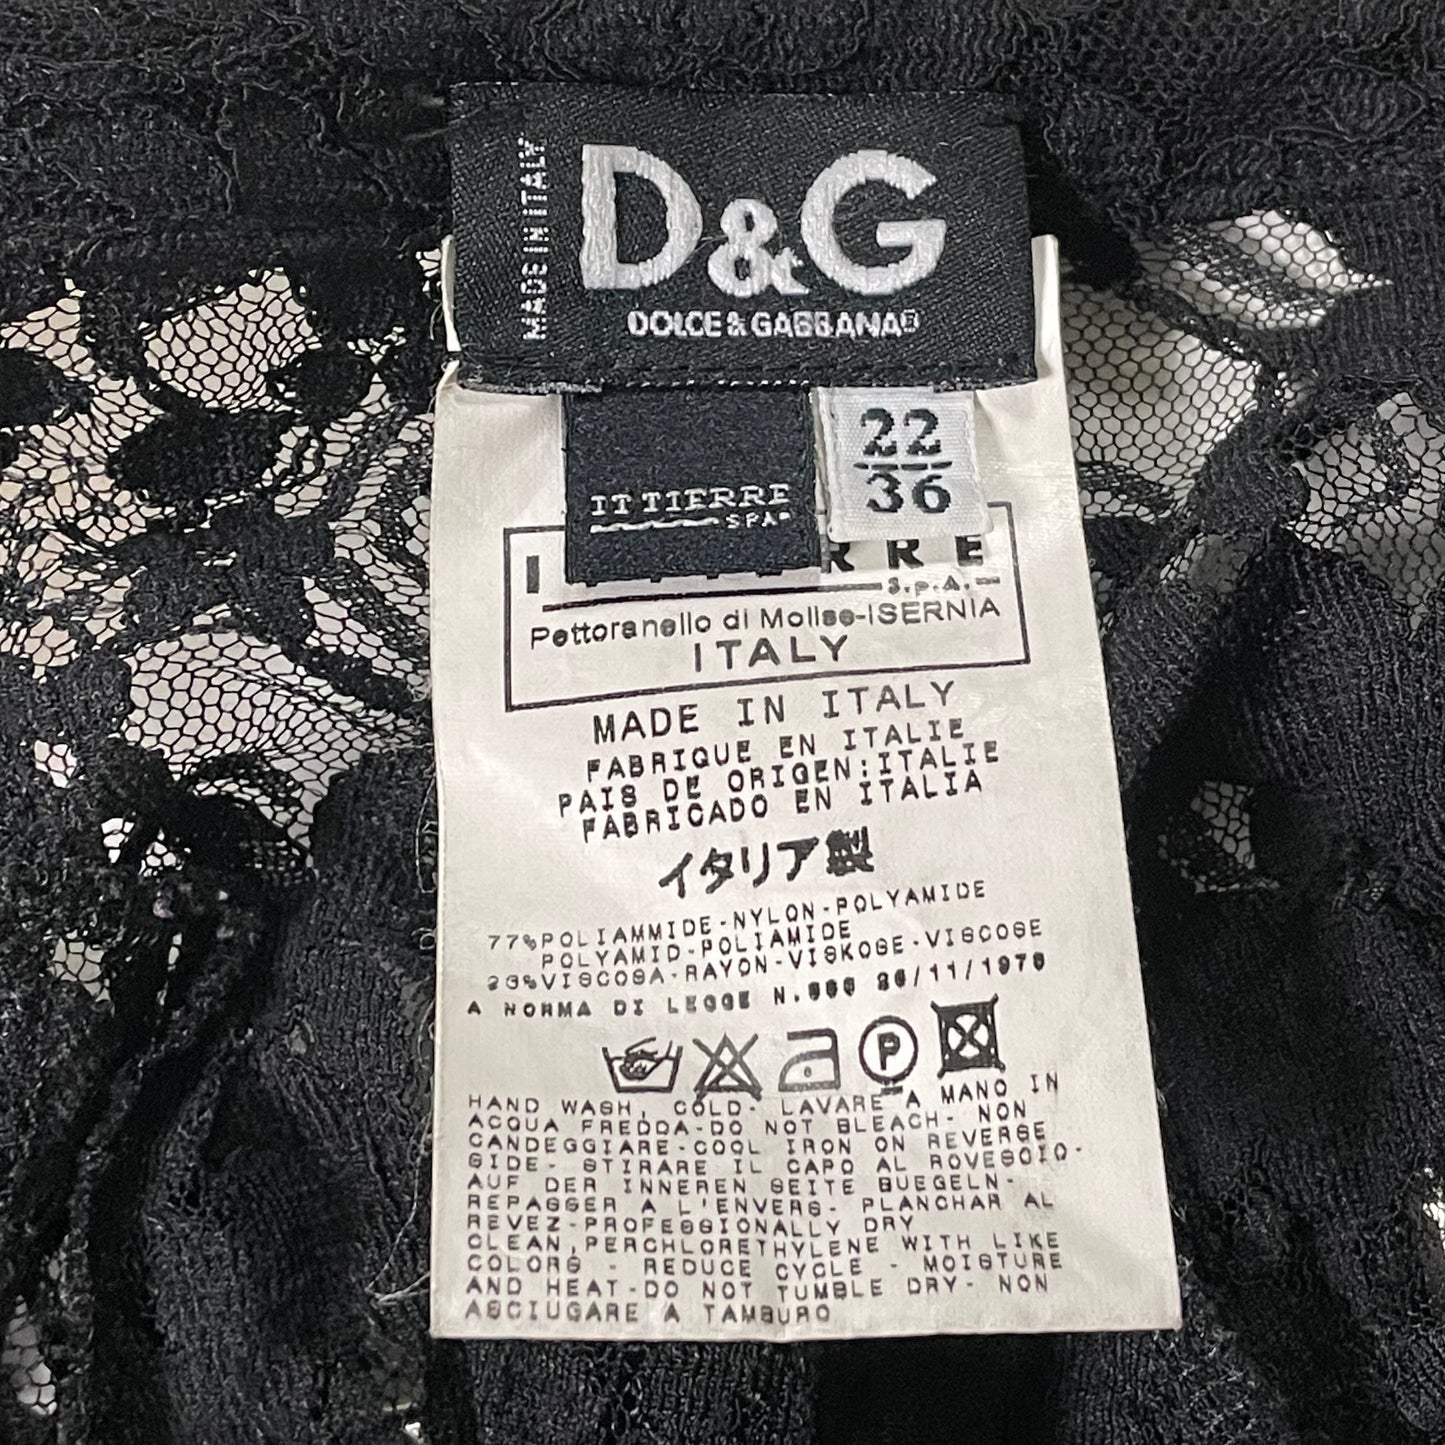 MADE IN ITALY
D&G
DOLCE & GABBANA
ITTIERRE
SPA
22
36
RRE
S.p.A.
Pettoranello di Molise-ISERNIA
ITALY
MADE IN ITALY
FABRIQUE EN ITALIE
PAIS DE ORIGEN:ITALIE
FABRICADO EN ITALIA
イタリア製
77%POLIAMMIDE-NYLON-POLYAMIDE
POLYAMID-POLIAMIDE
23%VISCOSA-RAYON-VISKOSE-VISCOSE
A NORMA DI LEGGE N. 26/11/1973
P
HAND WASH, COLD- LAVARE A MANO IN
ACQUA FREDDA-DO NOT BLEACH- NON
CANDEGGIARE-COOL IRON ON REVERSE
SIDE- STIRARE IL CAPO AL ROVESCIO-
AUF DER INNEREN SEITE BUEGELN-
REPASSER A L'ENVERS- PLANCHAR AL
REVEZ-PROFESSIONALLY DRY
CLEAN,PERCHLORETHYLENE WITH LIKE
COLORS - REDUCE CYCLE - MOISTURE
AND HEAT-DO NOT TUMBLE DRY- NON
ASCIUGARE A TAMBURO